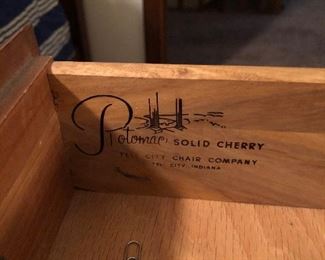 Potomac SOLID CHERRY
TELL CITY CHAIR COMPANY
TELL CITY, INDIANA